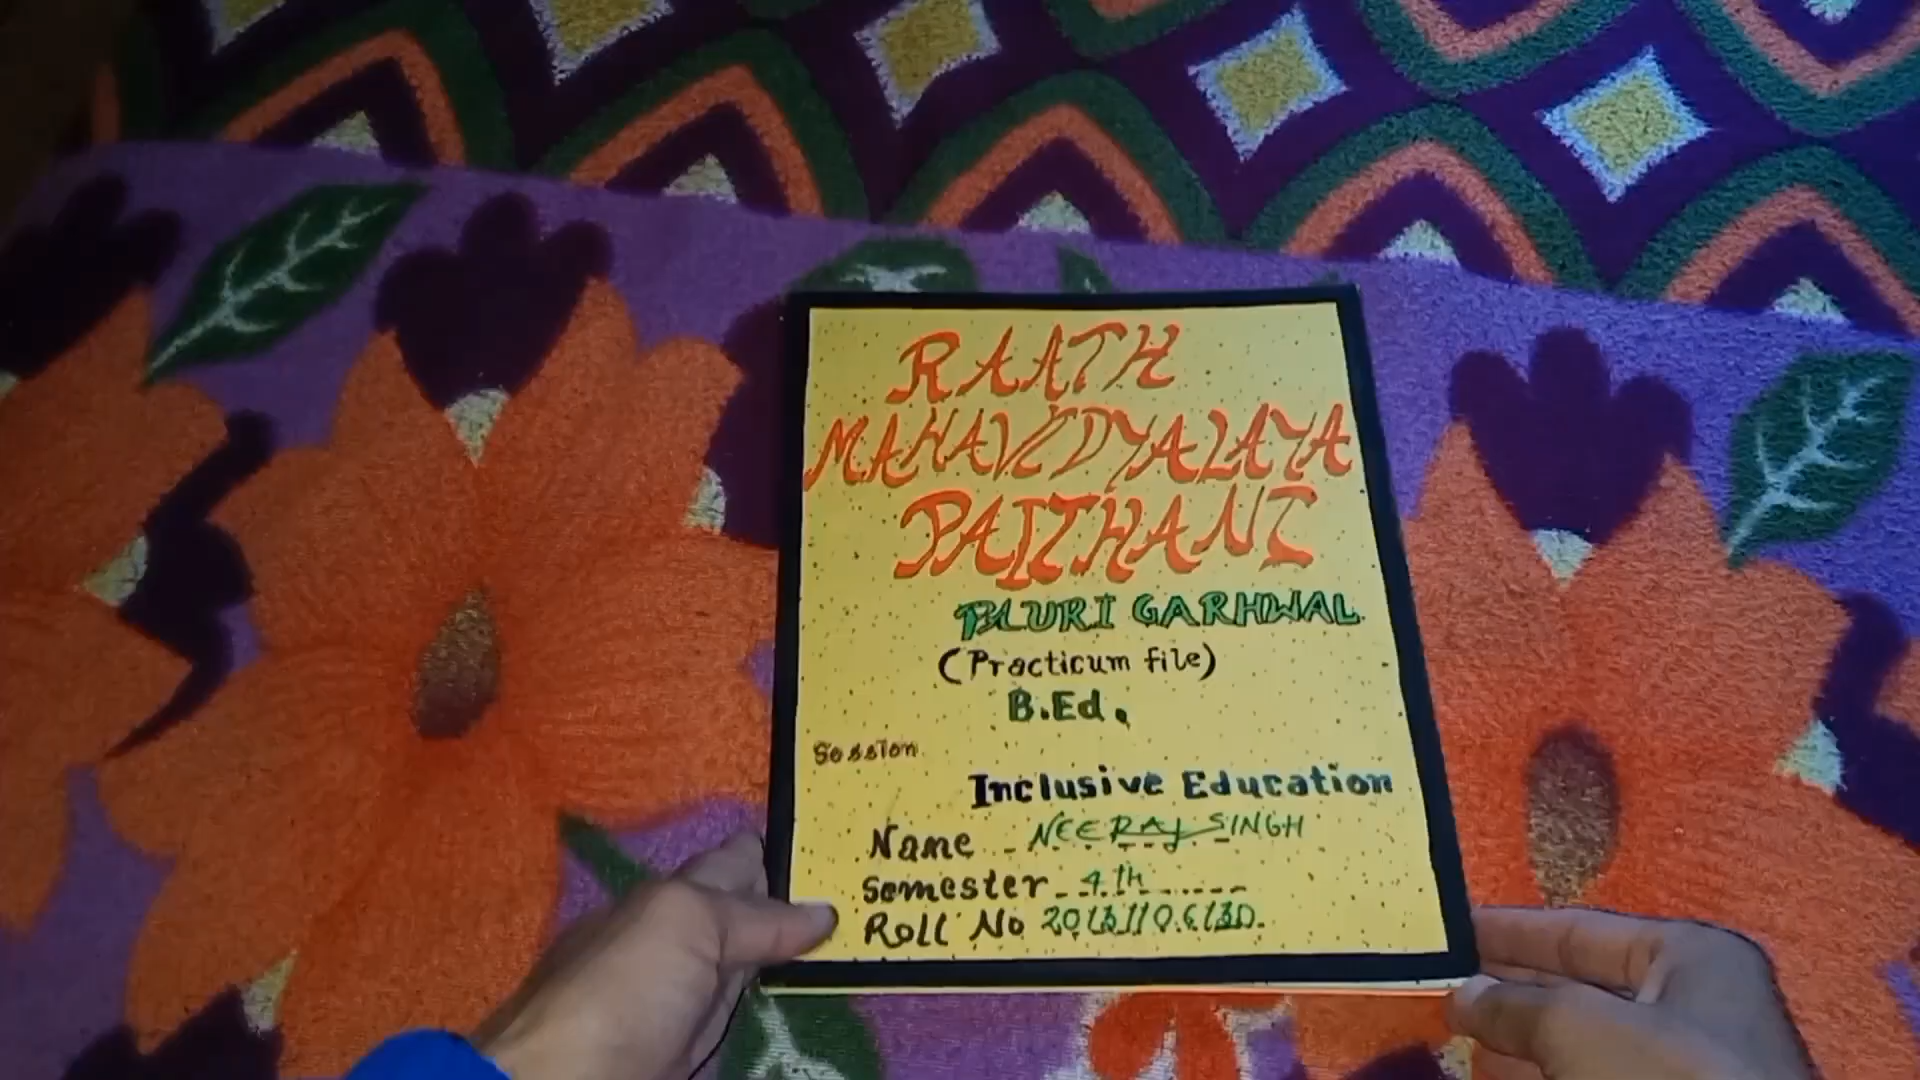 RAATH
MAHAVIDYALAYA
PAITHANI
PAURI GARHWAL
(Practicum file)
B.Ed.
Session
Inclusive Education
Name NEERAJ SINGH
Semester 4th
Roll No